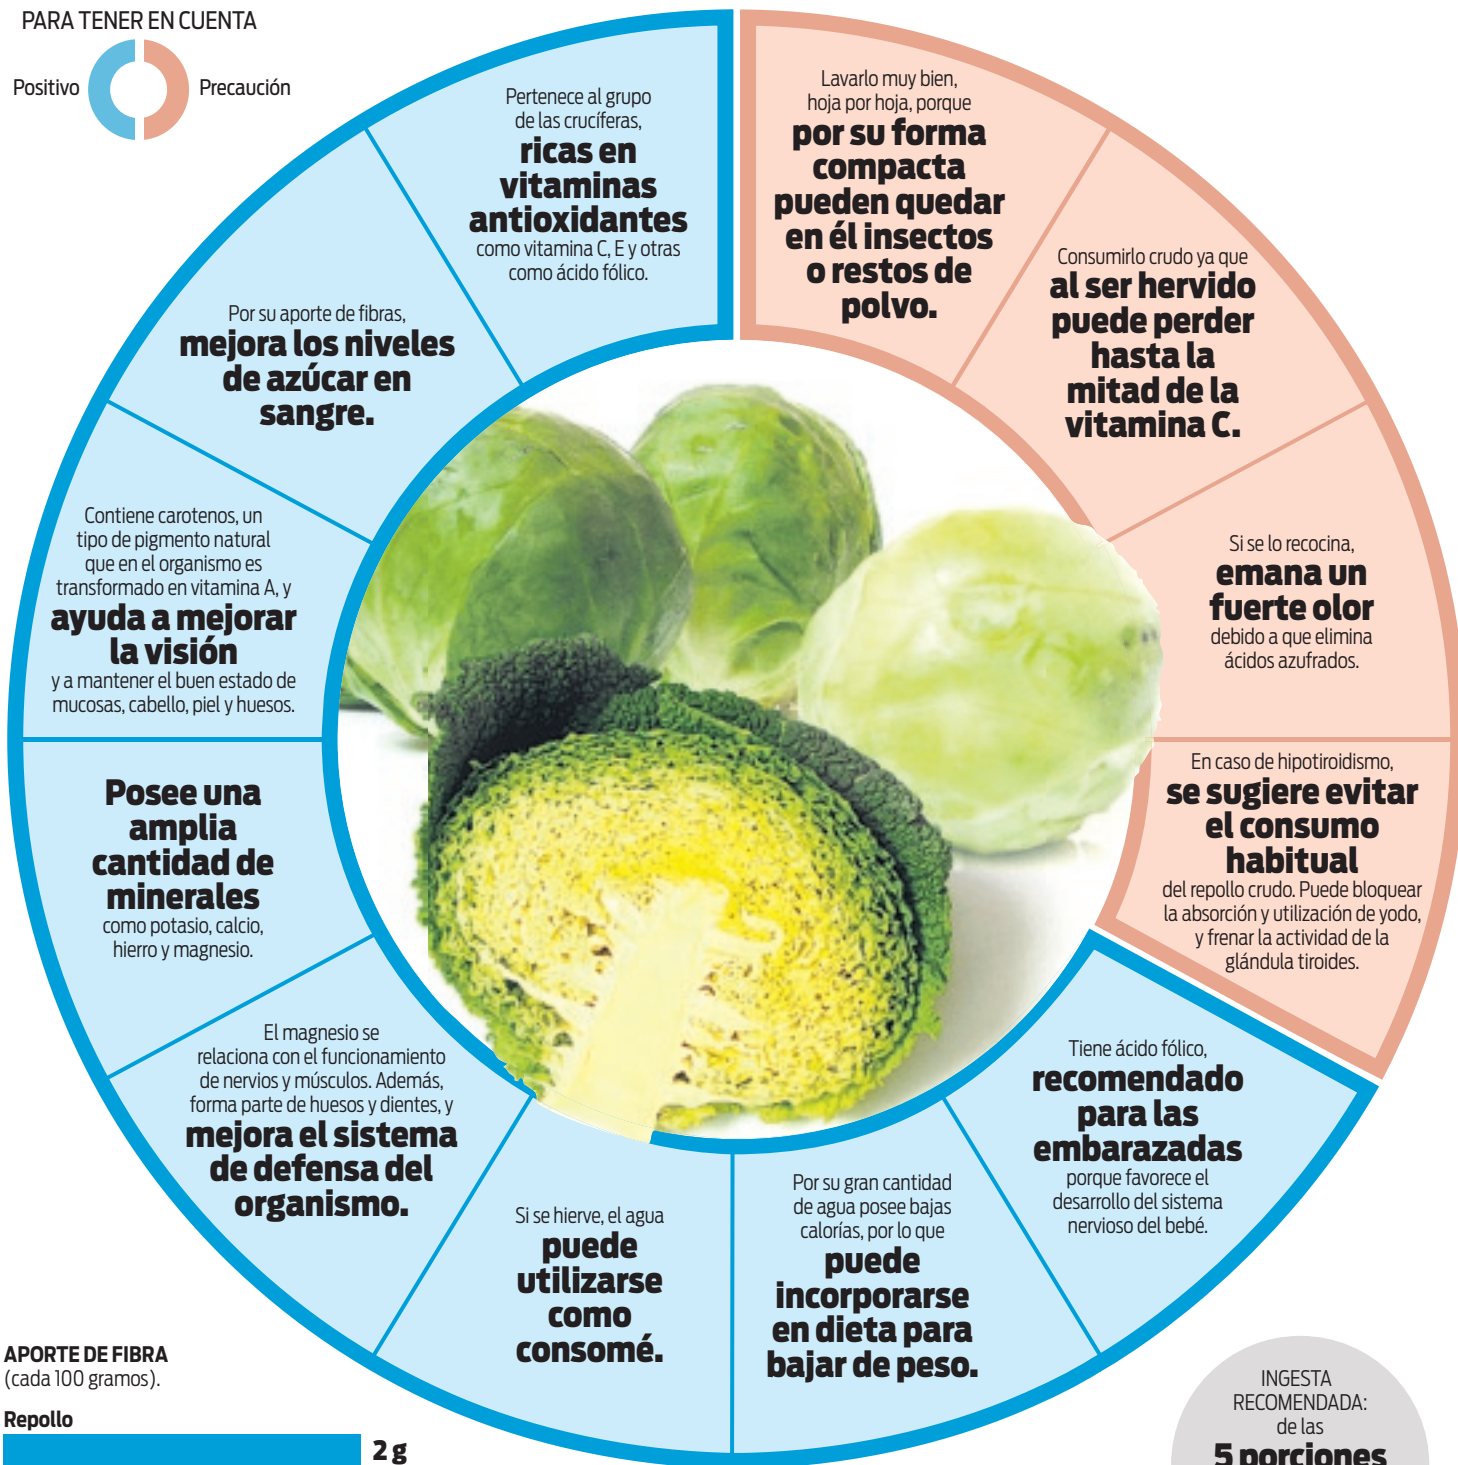 PARA TENER EN CUENTA
Positivo
Precaución
Pertenece al grupo
de las crucíferas,
ricas en
vitaminas
antioxidantes
como vitamina C, E y otras
como ácido fólico.
Lavarlo muy bien,
hoja por hoja, porque
por su forma
compacta
pueden quedar
en él insectos
o restos de
polvo.
Consumirlo crudo ya que
al ser hervido
puede perder
hasta la
mitad de la
vitamina C.
Si se lo recocina,
emana un
fuerte olor
debido a que elimina
ácidos azufrados.
En caso de hipotiroidismo,
se sugiere evitar
el consumo
habitual
del repollo crudo. Puede bloquear
la absorción y utilización de yodo,
y frenar la actividad de la
glándula tiroides.
Tiene ácido fólico,
recomendado
para las
embarazadas
porque favorece el
desarrollo del sistema
nervioso del bebé.
Por su gran cantidad
de agua posee bajas
calorías, por lo que
puede
incorporarse
en dieta para
bajar de peso.
Si se hierve, el agua
puede
utilizarse
como
consomé.
El magnesio se
relaciona con el funcionamiento
de nervios y músculos. Además,
forma parte de huesos y dientes, y
mejora el sistema
de defensa del
organismo.
Posee una
amplia
cantidad de
minerales
como potasio, calcio,
hierro y magnesio.
Contiene carotenos, un
tipo de pigmento natural
que en el organismo es
transformado en vitamina A, y
ayuda a mejorar
la visión
y a mantener el buen estado de
mucosas, cabello, piel y huesos.
Por su aporte de fibras,
mejora los niveles
de azúcar en
sangre.
APORTE DE FIBRA
(cada 100 gramos).
Repollo
2 g
INGESTA
RECOMENDADA:
de las
5 porciones